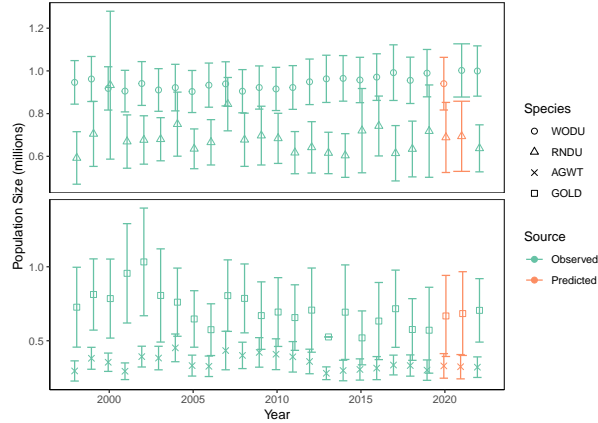 Population Size (millions)
1.2
1.0
0.8
0.6
1.0
0.5
2000
2005
2010
2015
2020
Year
Species
WODU
RNDU
AGWT
GOLD
Source
Observed
Predicted